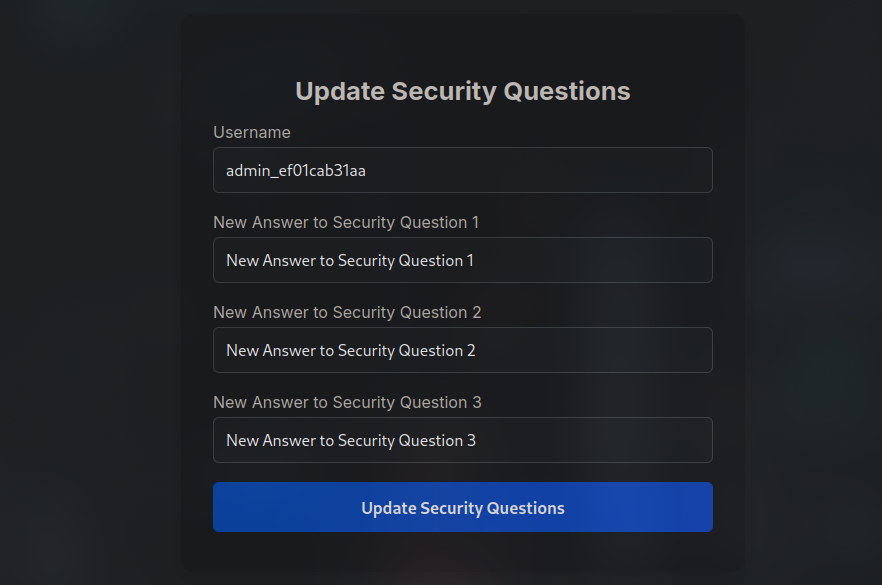 Update Security Questions
Username
admin_ef01cab31aa
New Answer to Security Question 1
New Answer to Security Question 1
New Answer to Security Question 2
New Answer to Security Question 2
New Answer to Security Question 3
New Answer to Security Question 3
Update Security Questions